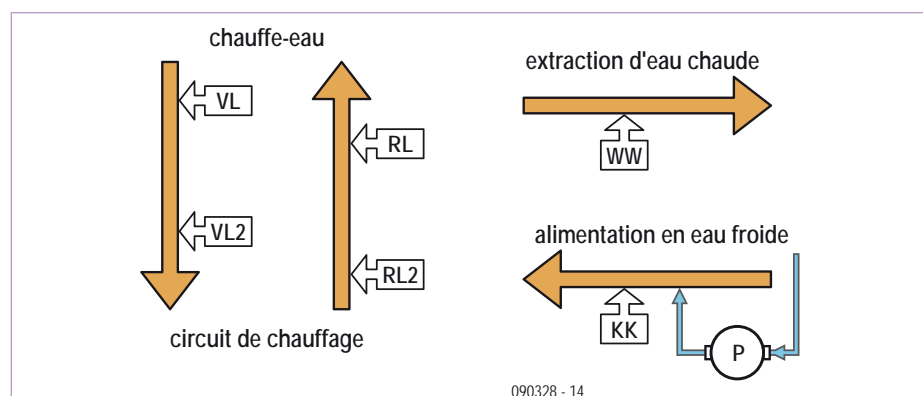 chauffe-eau
VL
RL
VL2
RL2
circuit de chauffage
extraction d'eau chaude
WW
alimentation en eau froide
KK
P
090328 - 14